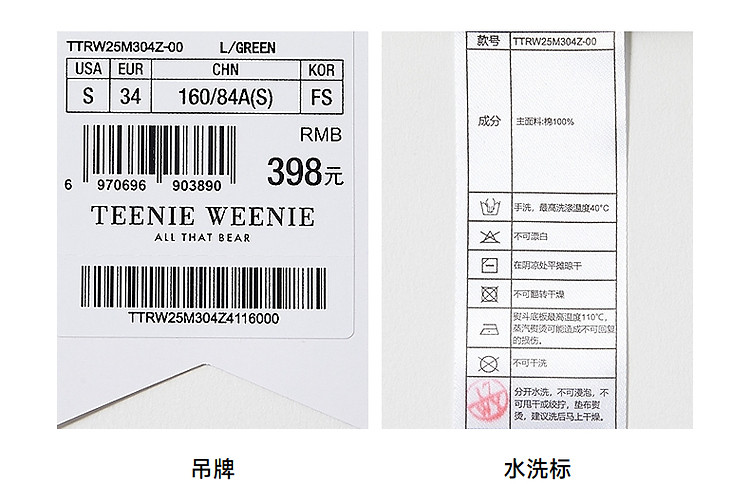 TTRW25M304Z-00 L/GREEN
USA EUR CHN KOR
S 34 160/84A(S) FS
RMB
398元
6 970696 903890
TEENIE WEENIE
ALL THAT BEAR
TTRW25M304Z4116000
吊牌
款号 TTRW25M304Z-00
成分 主面料:棉100%
手洗，最高洗涤温度40°C
不可漂白
在阴凉处平摊晾干
不可翻转干燥
熨斗底板最高温度110℃，
蒸汽熨烫可能造成不可回复
的损伤。
不可干洗
分开水洗，不可浸泡，不
可甩干或绞拧，垫布熨
烫，建议洗后马上干燥。
水洗标